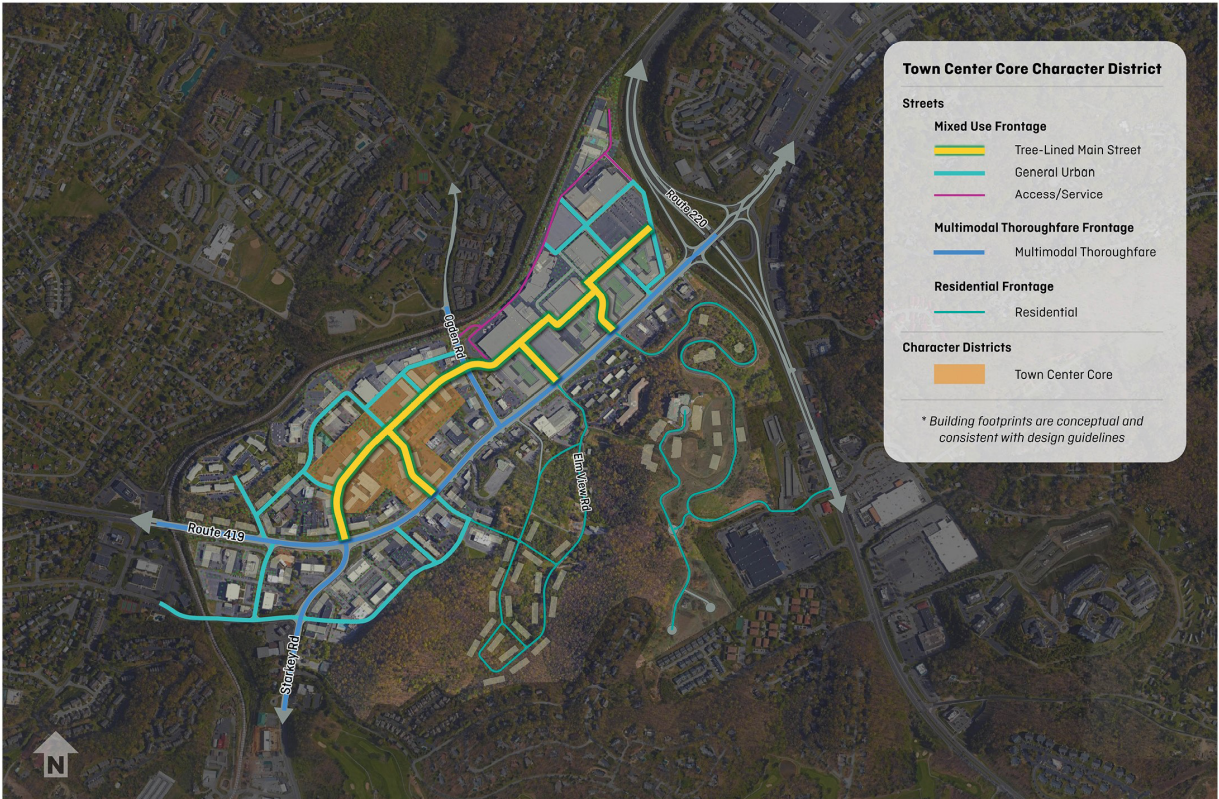 Town Center Core Character District
Streets
Mixed Use Frontage
Tree-Lined Main Street
General Urban
Access/Service
Multimodal Thoroughfare Frontage
Multimodal Thoroughfare
Residential Frontage
Residential
Character Districts
Town Center Core
* Building footprints are conceptual and
consistent with design guidelines
Route 220
Ogden Rd
Elm View Rd
Route 419
Starkey Rd
N